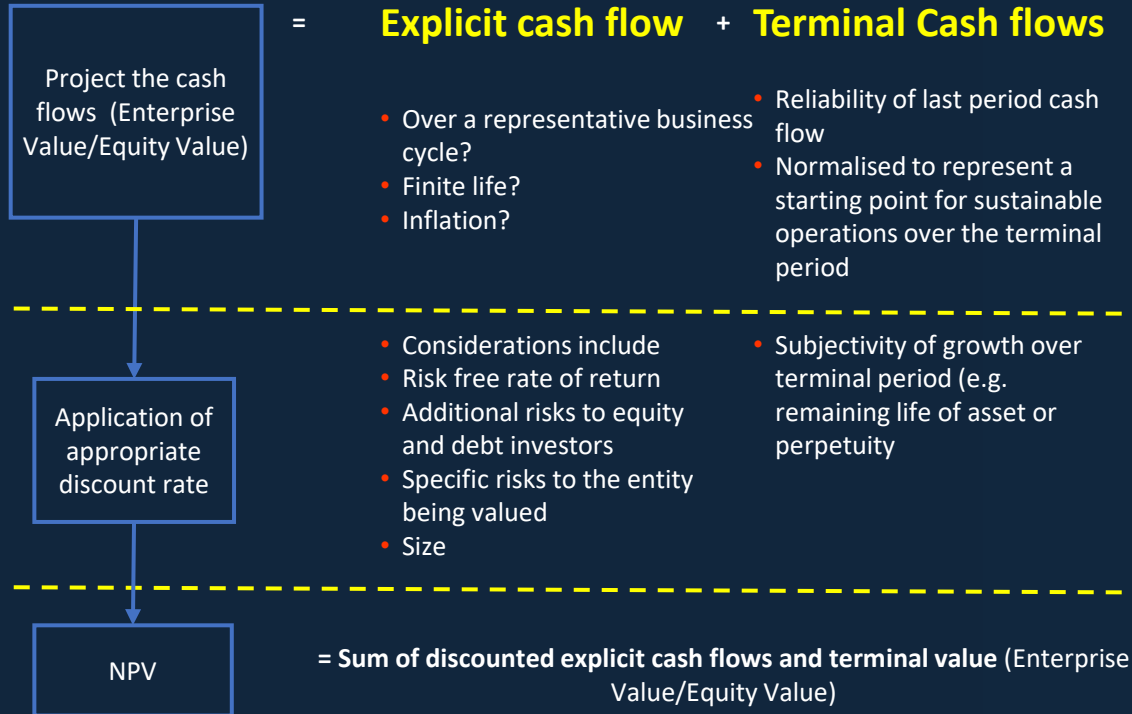 Project the cash
flows (Enterprise
Value/Equity Value)
= Explicit cash flow + Terminal Cash flows
• Over a representative business
cycle?
• Finite life?
• Inflation?
• Reliability of last period cash
flow
• Normalised to represent a
starting point for sustainable
operations over the terminal
period
Application of
appropriate
discount rate
• Considerations include
• Risk free rate of return
• Additional risks to equity
and debt investors
• Specific risks to the entity
being valued
• Size
• Subjectivity of growth over
terminal period (e.g.
remaining life of asset or
perpetuity
NPV
= Sum of discounted explicit cash flows and terminal value (Enterprise
Value/Equity Value)